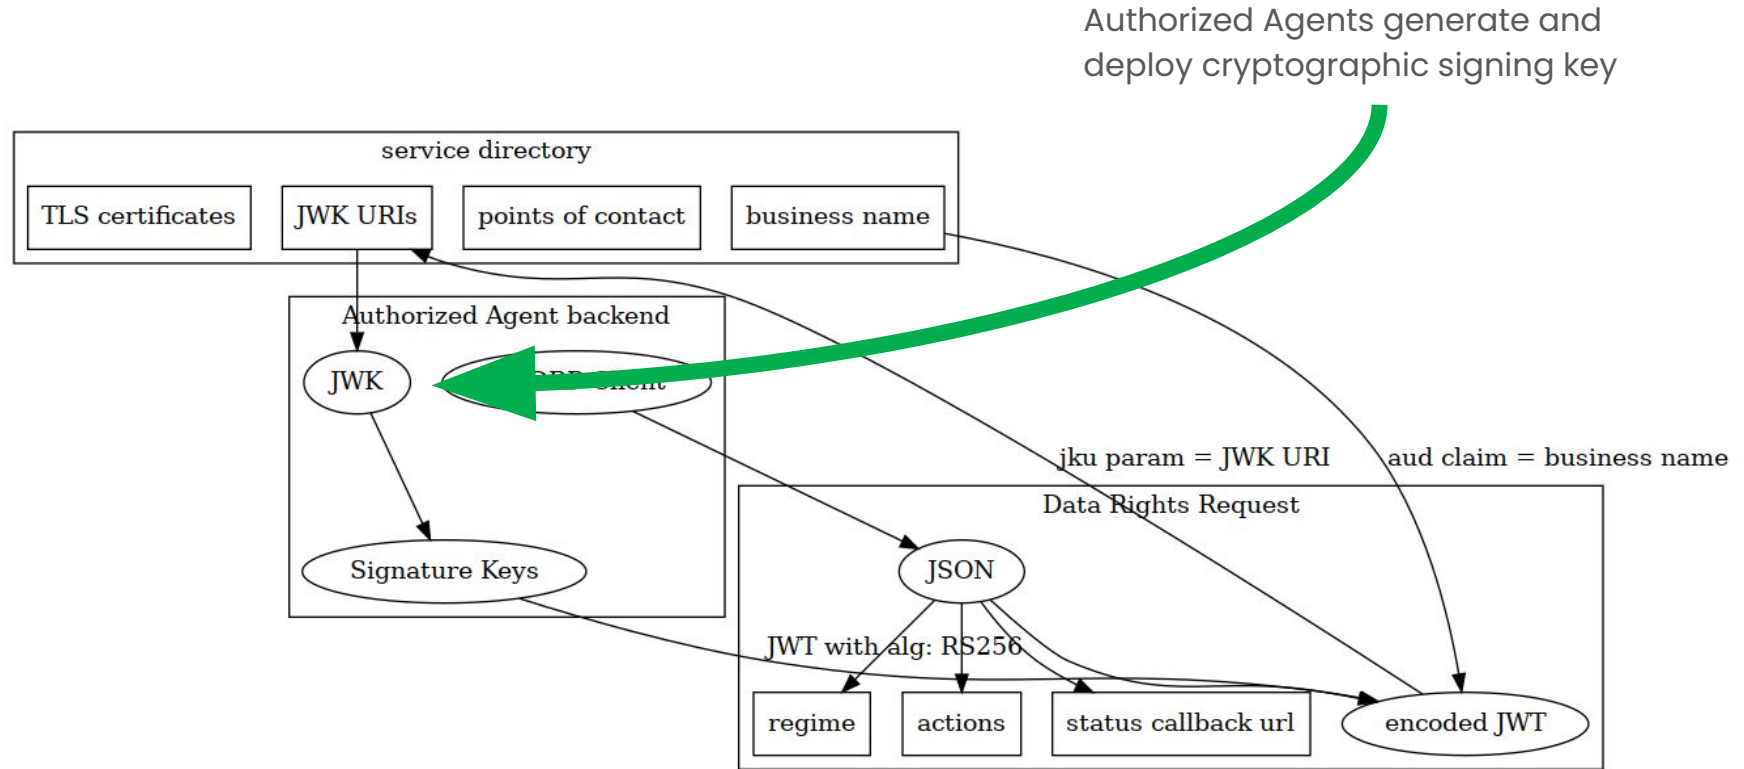 Authorized Agents generate and
deploy cryptographic signing key
service directory
TLS certificates
JWK URIs
points of contact
business name
Authorized Agent backend
JWK
Client
jku param = JWK URI
aud claim = business name
Data Rights Request
Signature Keys
JSON
JWT with alg: RS256
regime
actions
status callback url
encoded JWT